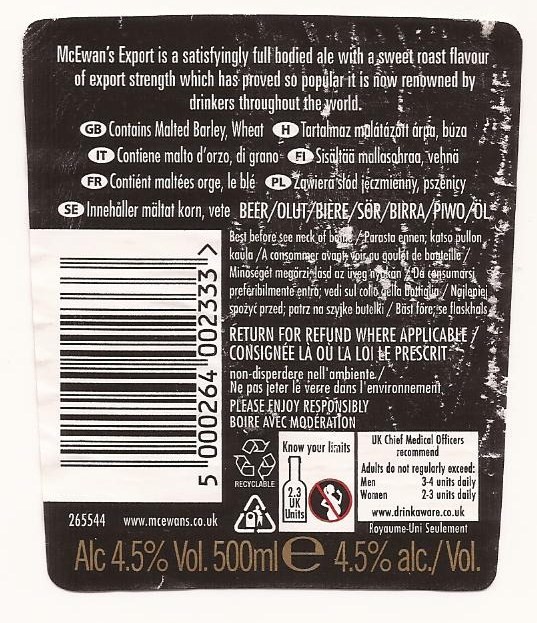 McEwan's Export is a satisfyingly full bodied ale with a sweet roast flavour
of export strength which has proved so popular it is now renowned by
drinkers throughout the world.
GB Contains Malted Barley, Wheat H Tartalmaz malátázott árpa, búza
IT Contiene malto d'orzo, di grano FI Sisältää mallasohraa, vehnä
FR Contient maltées orge, le blé PL Zawiera słód jęczmienny, pszenicy
SE Innehåller mältat korn, vete BEER/OLUT/BIERE/SÖR/BIRRA/PIWO/ÖL
Best before see neck of bottle / Parasta ennen, katso pullon
kaula / A consommer avant, voir au goulot de bouteille /
Minőségét megőrzi, lásd az üveg nyakán / Da consumarsi
preferibilmente entro; vedi sul collo della bottiglia / Najlepiej
spożyć przed; patrz na szyjke butelki / Bäst före; se flaskhals
RETURN FOR REFUND WHERE APPLICABLE /
CONSIGNÉE LÀ OÙ LA LOI LE PRESCRIT
non-disperdere nell'ambiente /
Ne pas jeter le verre dans l'environnement
PLEASE ENJOY RESPONSIBLY
BOIRE AVEC MODÉRATION
5 000264 002333 >
RECYCLABLE
Know your limits
2.3
UK
Units
UK Chief Medical Officers
recommend
Adults do not regularly exceed:
Men 3-4 units daily
Women 2-3 units daily
www.drinkaware.co.uk
Royaume-Uni Seulement
265544 www.mcewans.co.uk
Alc 4.5% Vol. 500ml e 4.5% alc./Vol.